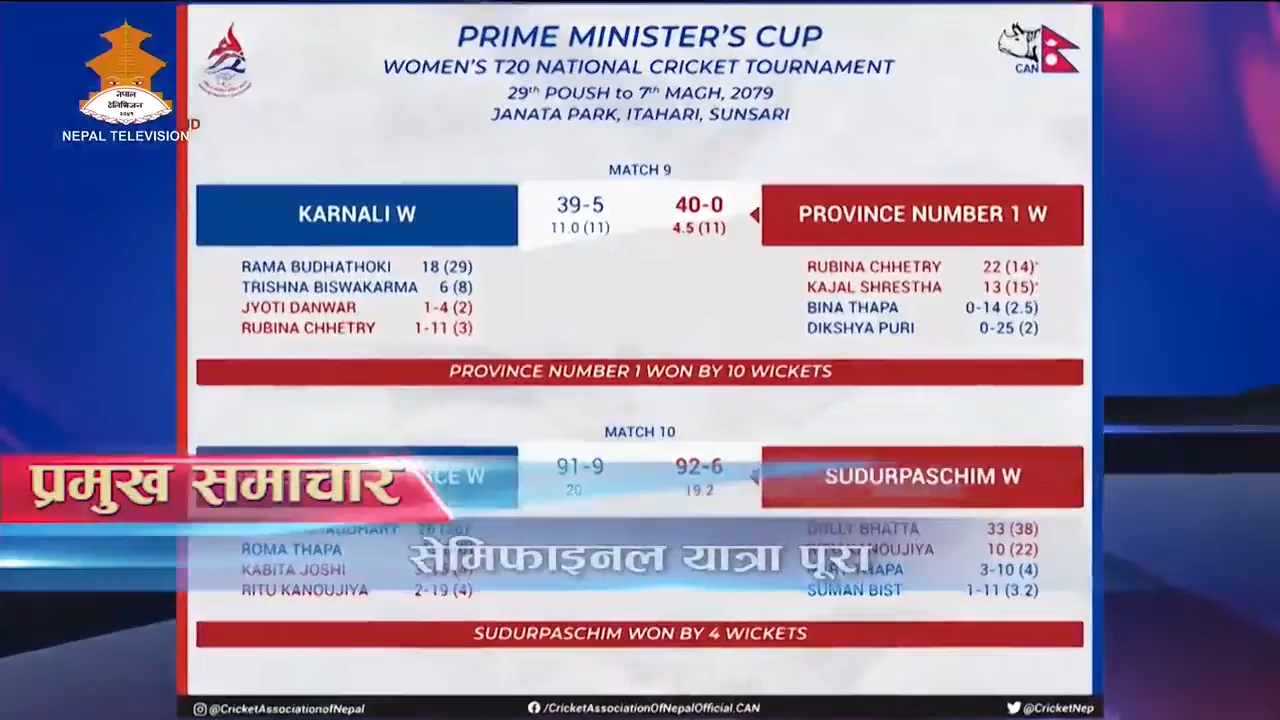 नेपाल
टेलिभिजन
२०४१
NEPAL TELEVISION
PRIME MINISTER'S CUP
WOMEN'S T20 NATIONAL CRICKET TOURNAMENT
29th POUSH to 7th MAGH, 2079
JANATA PARK, ITAHARI, SUNSARI
CAN
MATCH 9
KARNALI W 39-5 40-0 PROVINCE NUMBER 1 W
11.0 (11) 4.5 (11)
RAMA BUDHATHOKI 18 (29) RUBINA CHHETRY 22 (14)*
TRISHNA BISWAKARMA 6 (8) KAJAL SHRESTHA 13 (15)*
JYOTI DANWAR 1-4 (2) BINA THAPA 0-14 (2.5)
RUBINA CHHETRY 1-11 (3) DIKSHYA PURI 0-25 (2)
PROVINCE NUMBER 1 WON BY 10 WICKETS
MATCH 10
W 91-9 92-6 SUDURPASCHIM W
20 19.2
प्रमुख समाचार
33 (38)
ROMA THAPA 10 (22)
सेमिफाइनल यात्रा पूरा
KABITA JOSHI 3-10 (4)
RITU KANOUJIYA 2-19 (4) SUMAN BIST 1-11 (3.2)
SUDURPASCHIM WON BY 4 WICKETS
@CricketAssociationofNepal /CricketAssociationOfNepalOfficial.CAN @CricketNep